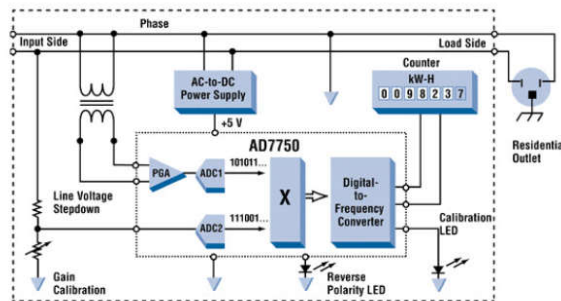 Phase
Input Side
Load Side
Counter
kW-H
0098237
AC-to-DC
Power Supply
+5 V
Residential
Outlet
AD7750
PGA
ADC1
101011...
X
Digital-
to-
Frequency
Converter
Line Voltage
Stepdown
ADC2
111001...
Calibration
LED
Gain
Calibration
Reverse
Polarity LED